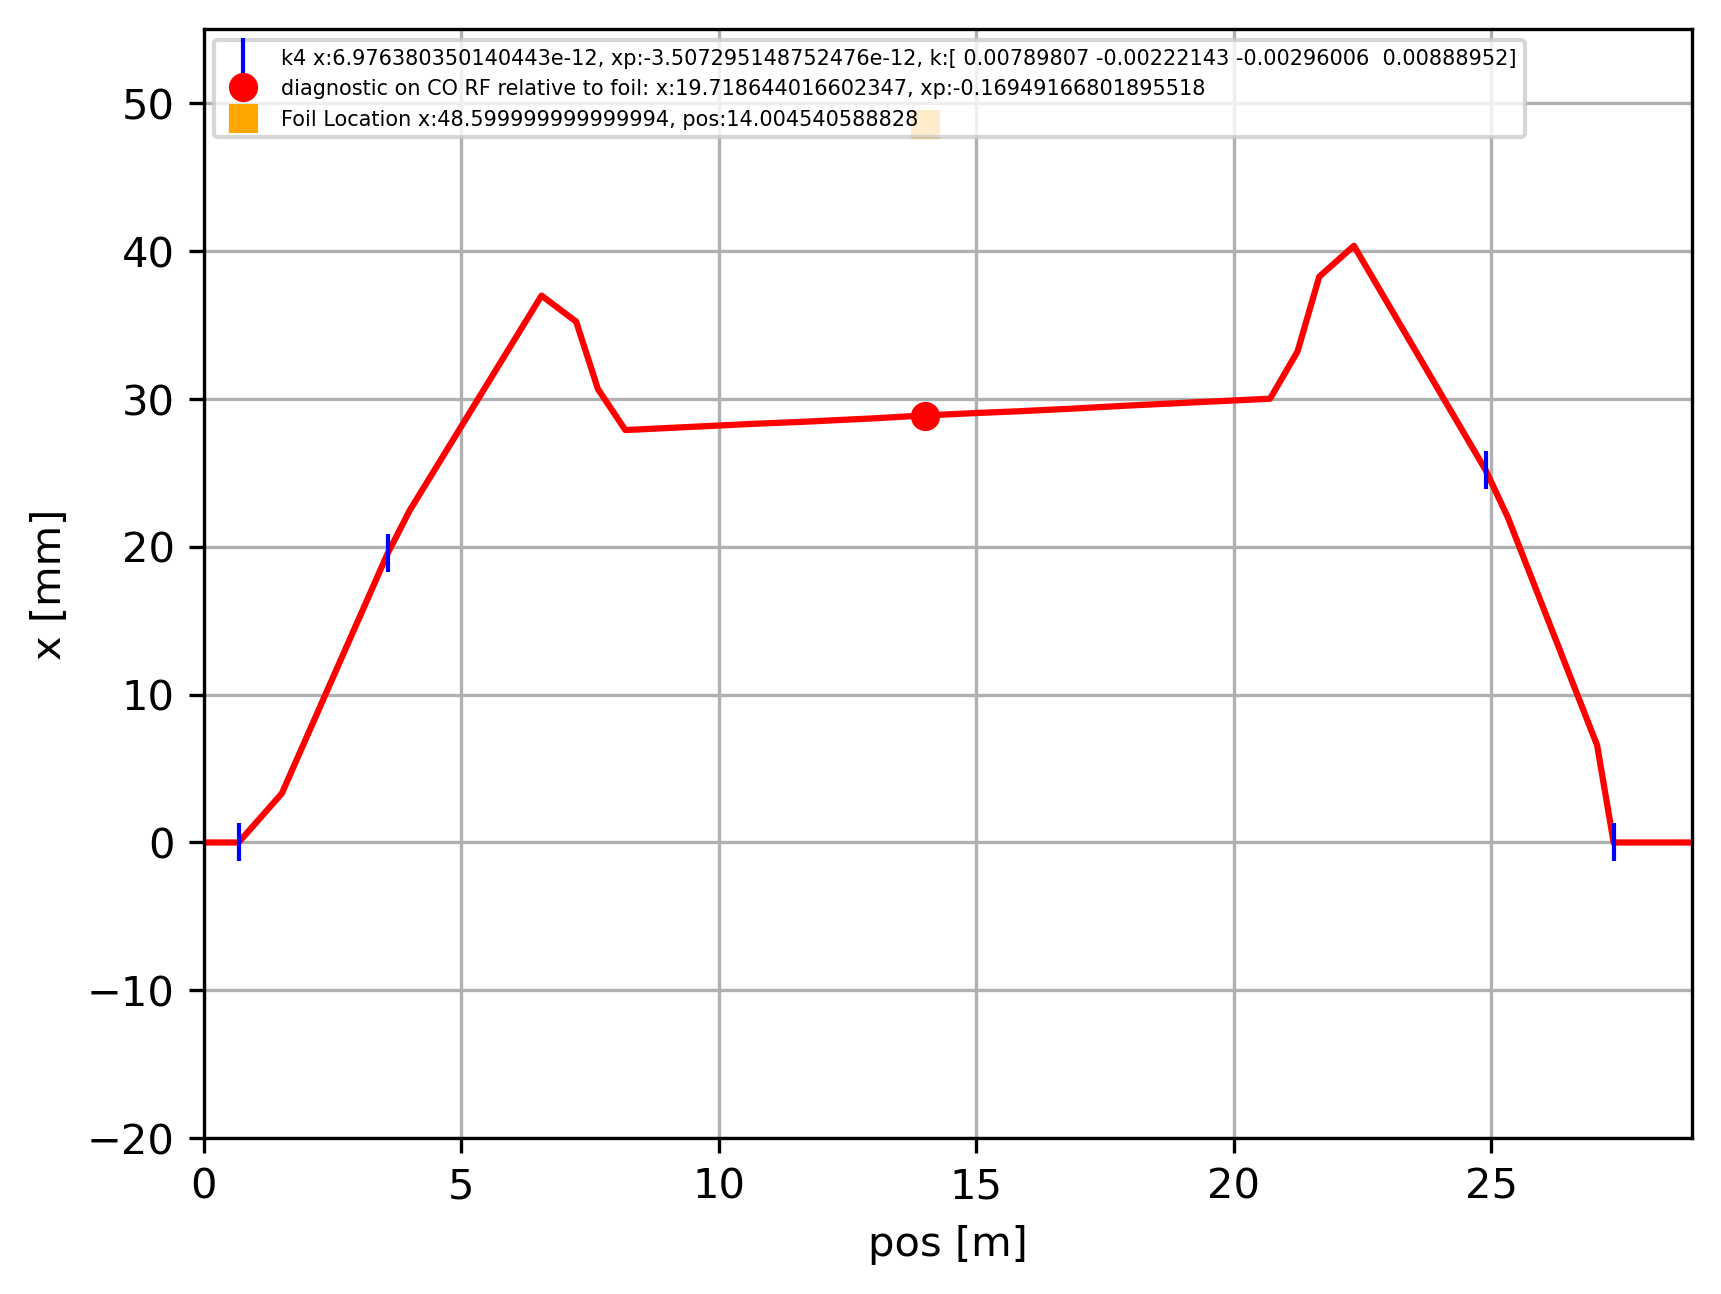 k4 x:6.976380350140443e-12, xp:-3.507295148752476e-12, k:[ 0.00789807 -0.00222143 -0.00296006  0.00888952]
diagnostic on CO RF relative to foil: x:19.718644016602347, xp:-0.16949166801895518
Foil Location x:48.599999999999994, pos:14.004540588828
50
40
30
20
10
0
−10
−20
x [mm]
0 5 10 15 20 25
pos [m]